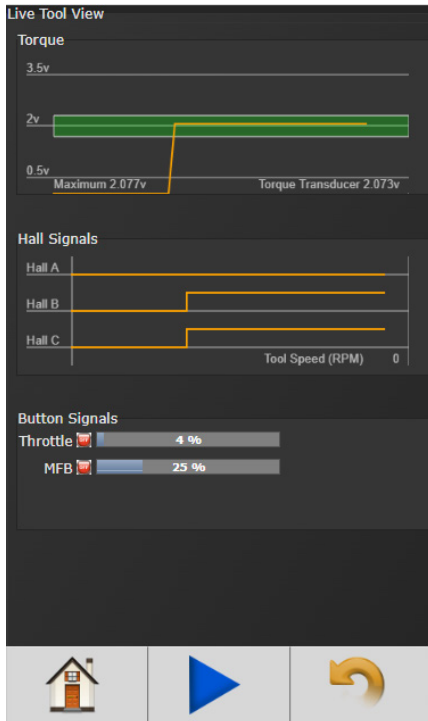 Live Tool View
Torque
3.5v
2v
0.5v
Maximum 2.077v Torque Transducer 2.073v
Hall Signals
Hall A
Hall B
Hall C
Tool Speed (RPM) 0
Button Signals
Throttle 4 %
MFB 25 %